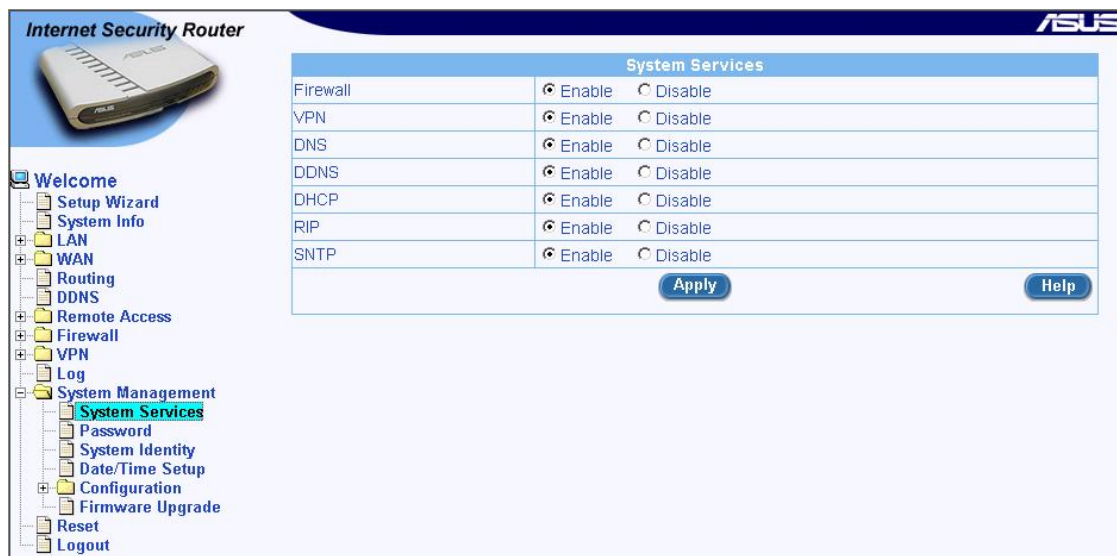 Internet Security Router
ASUS
ASUS
ASUS
System Services
Firewall Enable Disable
VPN Enable Disable
DNS Enable Disable
DDNS Enable Disable
DHCP Enable Disable
RIP Enable Disable
SNTP Enable Disable
Apply Help
Welcome
Setup Wizard
System Info
LAN
WAN
Routing
DDNS
Remote Access
Firewall
VPN
Log
System Management
System Services
Password
System Identity
Date/Time Setup
Configuration
Firmware Upgrade
Reset
Logout